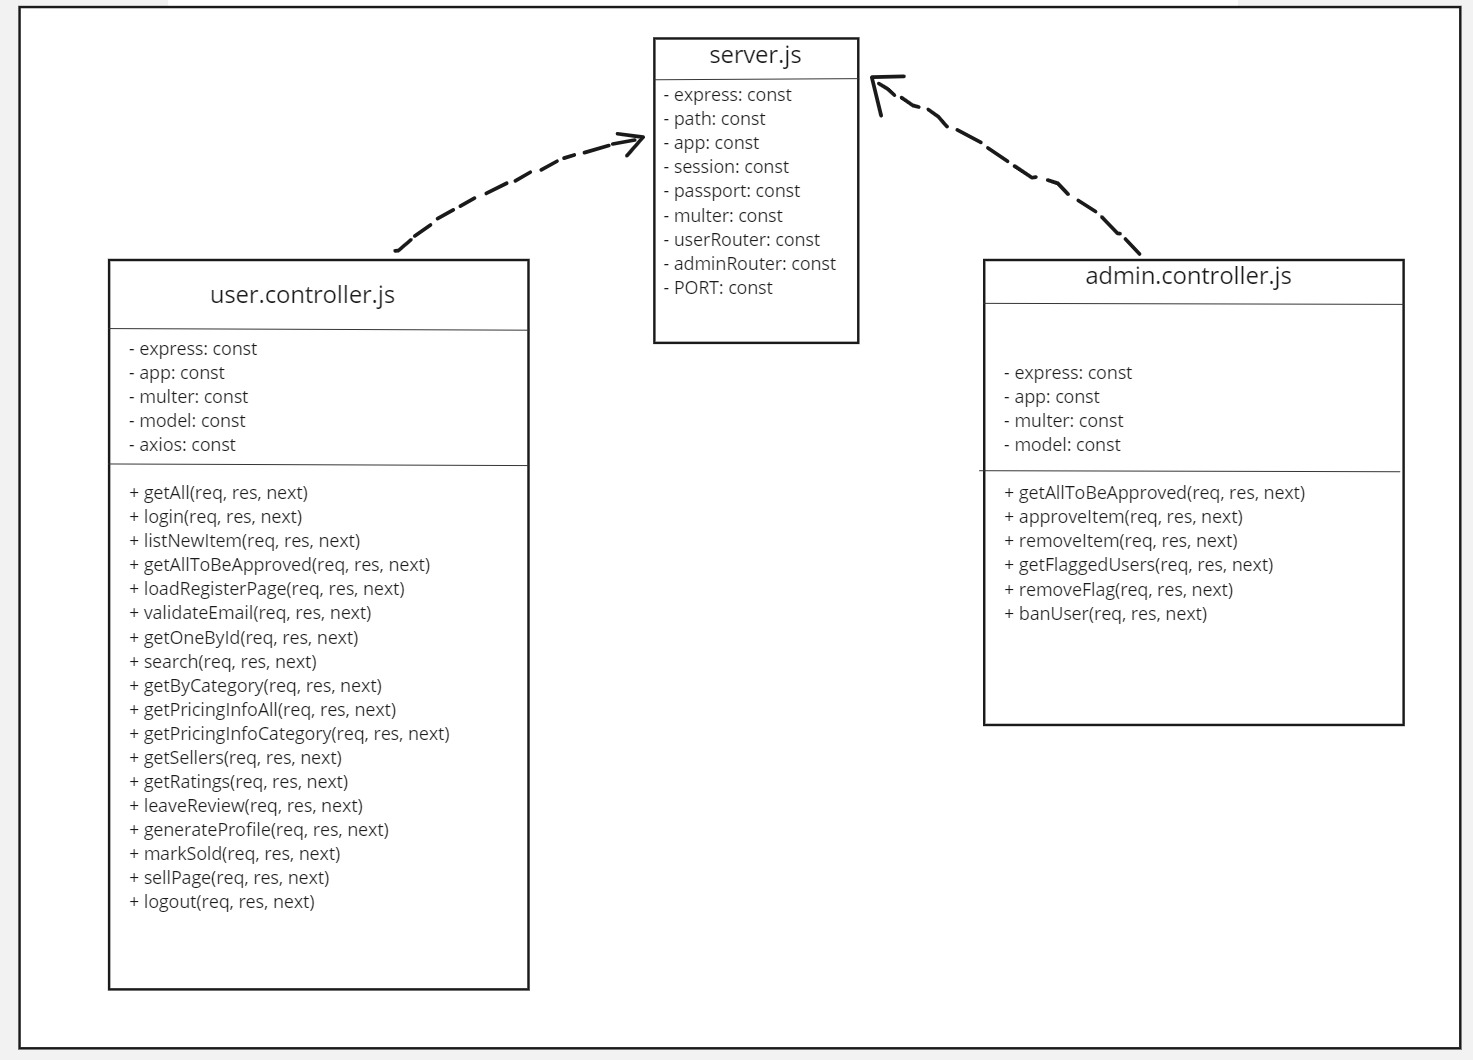 server.js
- express: const
- path: const
- app: const
- session: const
- passport: const
- multer: const
- userRouter: const
- adminRouter: const
- PORT: const
user.controller.js
- express: const
- app: const
- multer: const
- model: const
- axios: const
+ getAll(req, res, next)
+ login(req, res, next)
+ listNewItem(req, res, next)
+ getAllToBeApproved(req, res, next)
+ loadRegisterPage(req, res, next)
+ validateEmail(req, res, next)
+ getOneById(req, res, next)
+ search(req, res, next)
+ getByCategory(req, res, next)
+ getPricingInfoAll(req, res, next)
+ getPricingInfoCategory(req, res, next)
+ getSellers(req, res, next)
+ getRatings(req, res, next)
+ leaveReview(req, res, next)
+ generateProfile(req, res, next)
+ markSold(req, res, next)
+ sellPage(req, res, next)
+ logout(req, res, next)
admin.controller.js
- express: const
- app: const
- multer: const
- model: const
+ getAllToBeApproved(req, res, next)
+ approveItem(req, res, next)
+ removeItem(req, res, next)
+ getFlaggedUsers(req, res, next)
+ removeFlag(req, res, next)
+ banUser(req, res, next)